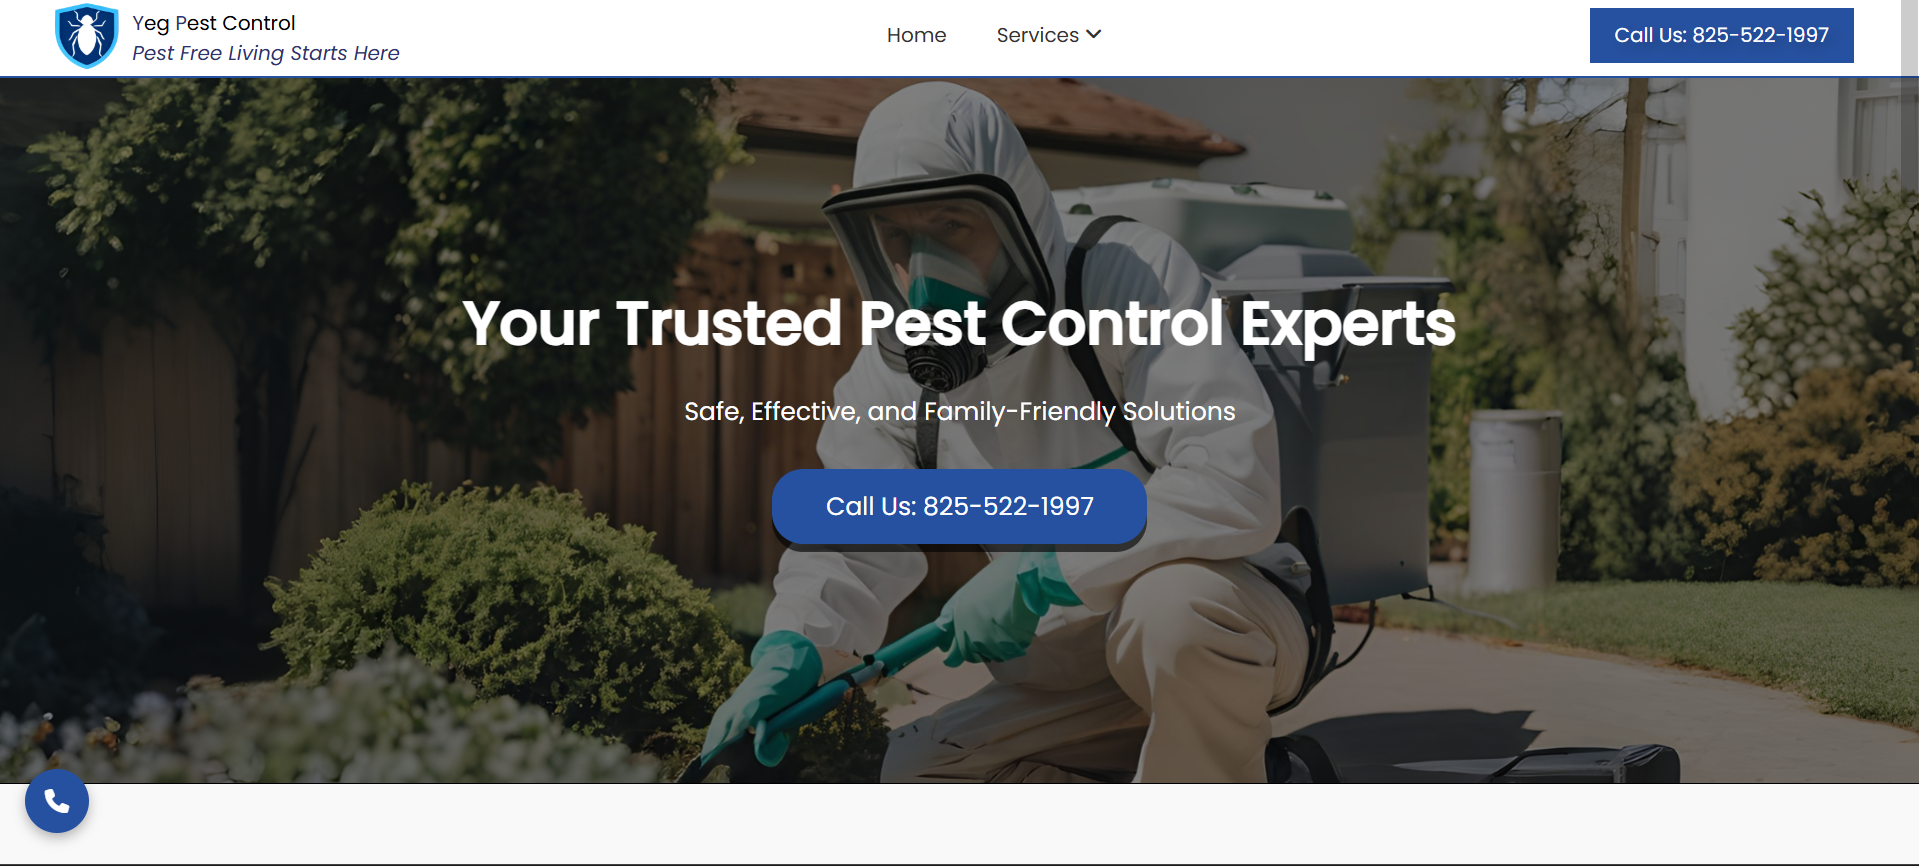 Yeg Pest Control
Pest Free Living Starts Here
Home
Services
Call Us: 825-522-1997
Your Trusted Pest Control Experts
Safe, Effective, and Family-Friendly Solutions
Call Us: 825-522-1997